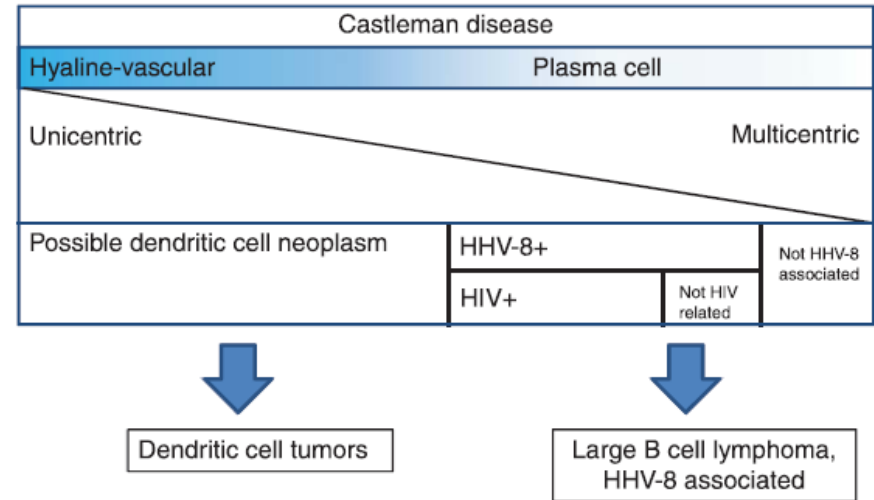 Castleman disease
Hyaline-vascular
Plasma cell
Unicentric
Multicentric
Possible dendritic cell neoplasm
HHV-8+
Not HHV-8
associated
HIV+
Not HIV
related
Dendritic cell tumors
Large B cell lymphoma,
HHV-8 associated